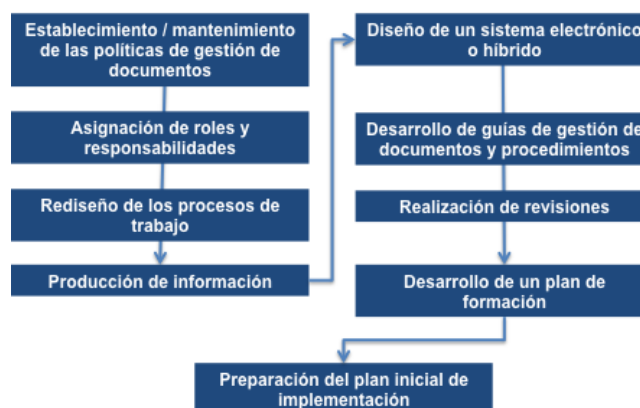 Establecimiento / mantenimiento
de las políticas de gestión de
documentos
Asignación de roles y
responsabilidades
Rediseño de los procesos de
trabajo
Producción de información
Diseño de un sistema electrónico
o híbrido
Desarrollo de guías de gestión de
documentos y procedimientos
Realización de revisiones
Desarrollo de un plan de
formación
Preparación del plan inicial de
implementación